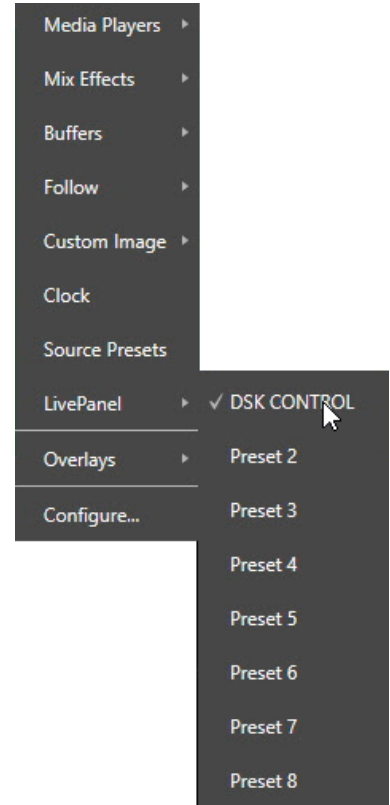 Media Players
Mix Effects
Buffers
Follow
Custom Image
Clock
Source Presets
LivePanel
Overlays
Configure...
DSK CONTROL
Preset 2
Preset 3
Preset 4
Preset 5
Preset 6
Preset 7
Preset 8